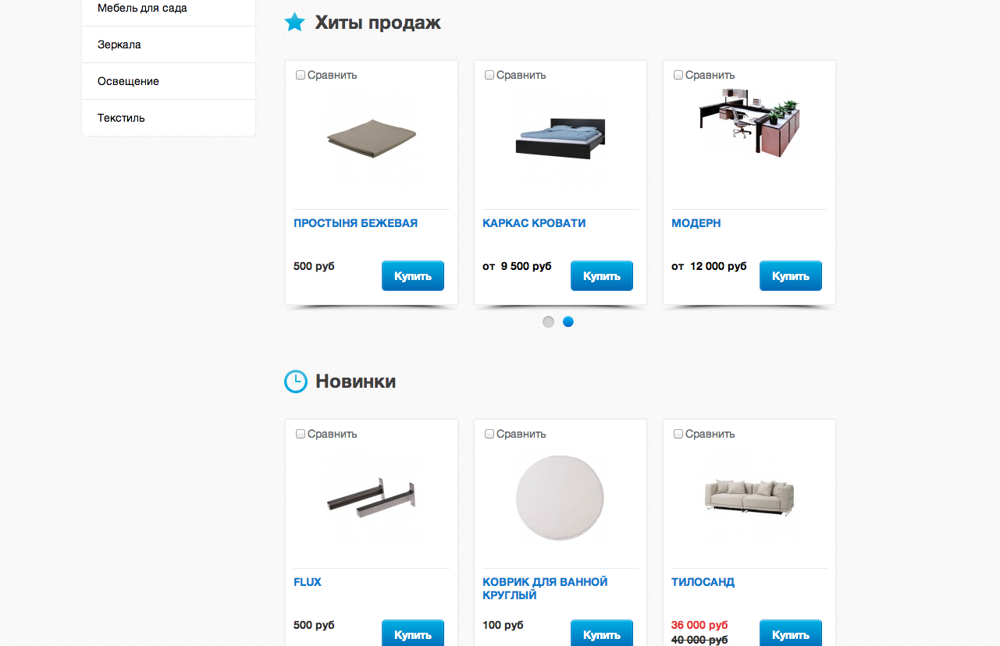 Мебель для сада
Зеркала
Освещение
Текстиль
Хиты продаж
Сравнить
ПРОСТЫНЯ БЕЖЕВАЯ
500 руб
Купить
Сравнить
КАРКАС КРОВАТИ
от 9 500 руб
Купить
Сравнить
МОДЕРН
от 12 000 руб
Купить
Новинки
Сравнить
FLUX
500 руб
Купить
Сравнить
КОВРИК ДЛЯ ВАННОЙ
КРУГЛЫЙ
100 руб
Купить
Сравнить
ТИЛОСАНД
36 000 руб
40 000 руб
Купить